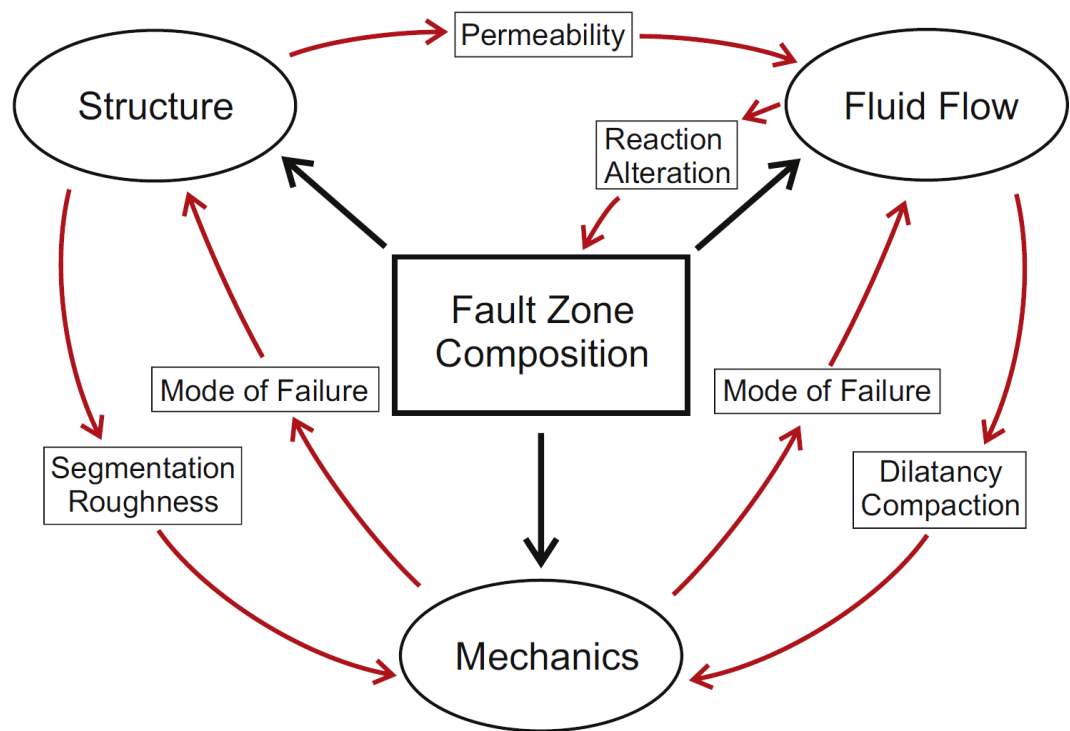 Permeability
Structure
Fluid Flow
Reaction
Alteration
Fault Zone
Composition
Mode of Failure
Mode of Failure
Segmentation
Roughness
Dilatancy
Compaction
Mechanics